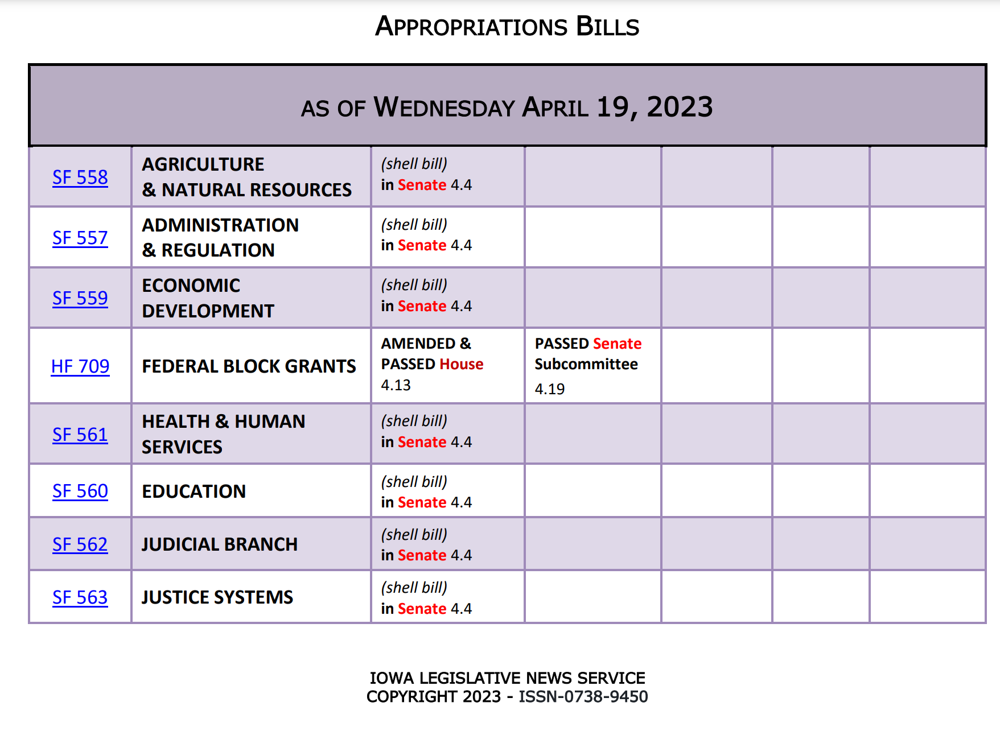 APPROPRIATIONS BILLS
AS OF WEDNESDAY APRIL 19, 2023
SF 558
AGRICULTURE
& NATURAL RESOURCES
(shell bill)
in Senate 4.4
SF 557
ADMINISTRATION
& REGULATION
(shell bill)
in Senate 4.4
SF 559
ECONOMIC
DEVELOPMENT
(shell bill)
in Senate 4.4
HF 709
FEDERAL BLOCK GRANTS
AMENDED &
PASSED House
4.13
PASSED Senate
Subcommittee
4.19
SF 561
HEALTH & HUMAN
SERVICES
(shell bill)
in Senate 4.4
SF 560
EDUCATION
(shell bill)
in Senate 4.4
SF 562
JUDICIAL BRANCH
(shell bill)
in Senate 4.4
SF 563
JUSTICE SYSTEMS
(shell bill)
in Senate 4.4
IOWA LEGISLATIVE NEWS SERVICE
COPYRIGHT 2023 - ISSN-0738-9450